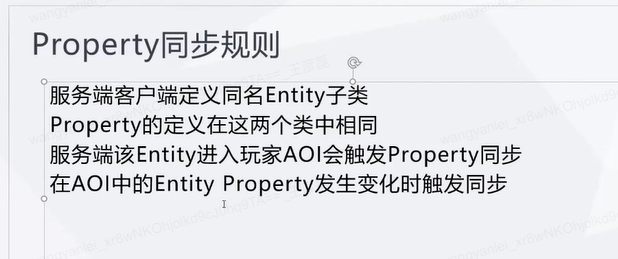 Property同步规则
服务端客户端定义同名Entity子类
Property的定义在这两个类中相同
服务端该Entity进入玩家AOI会触发Property同步
在AOI中的Entity Property发生变化时触发同步